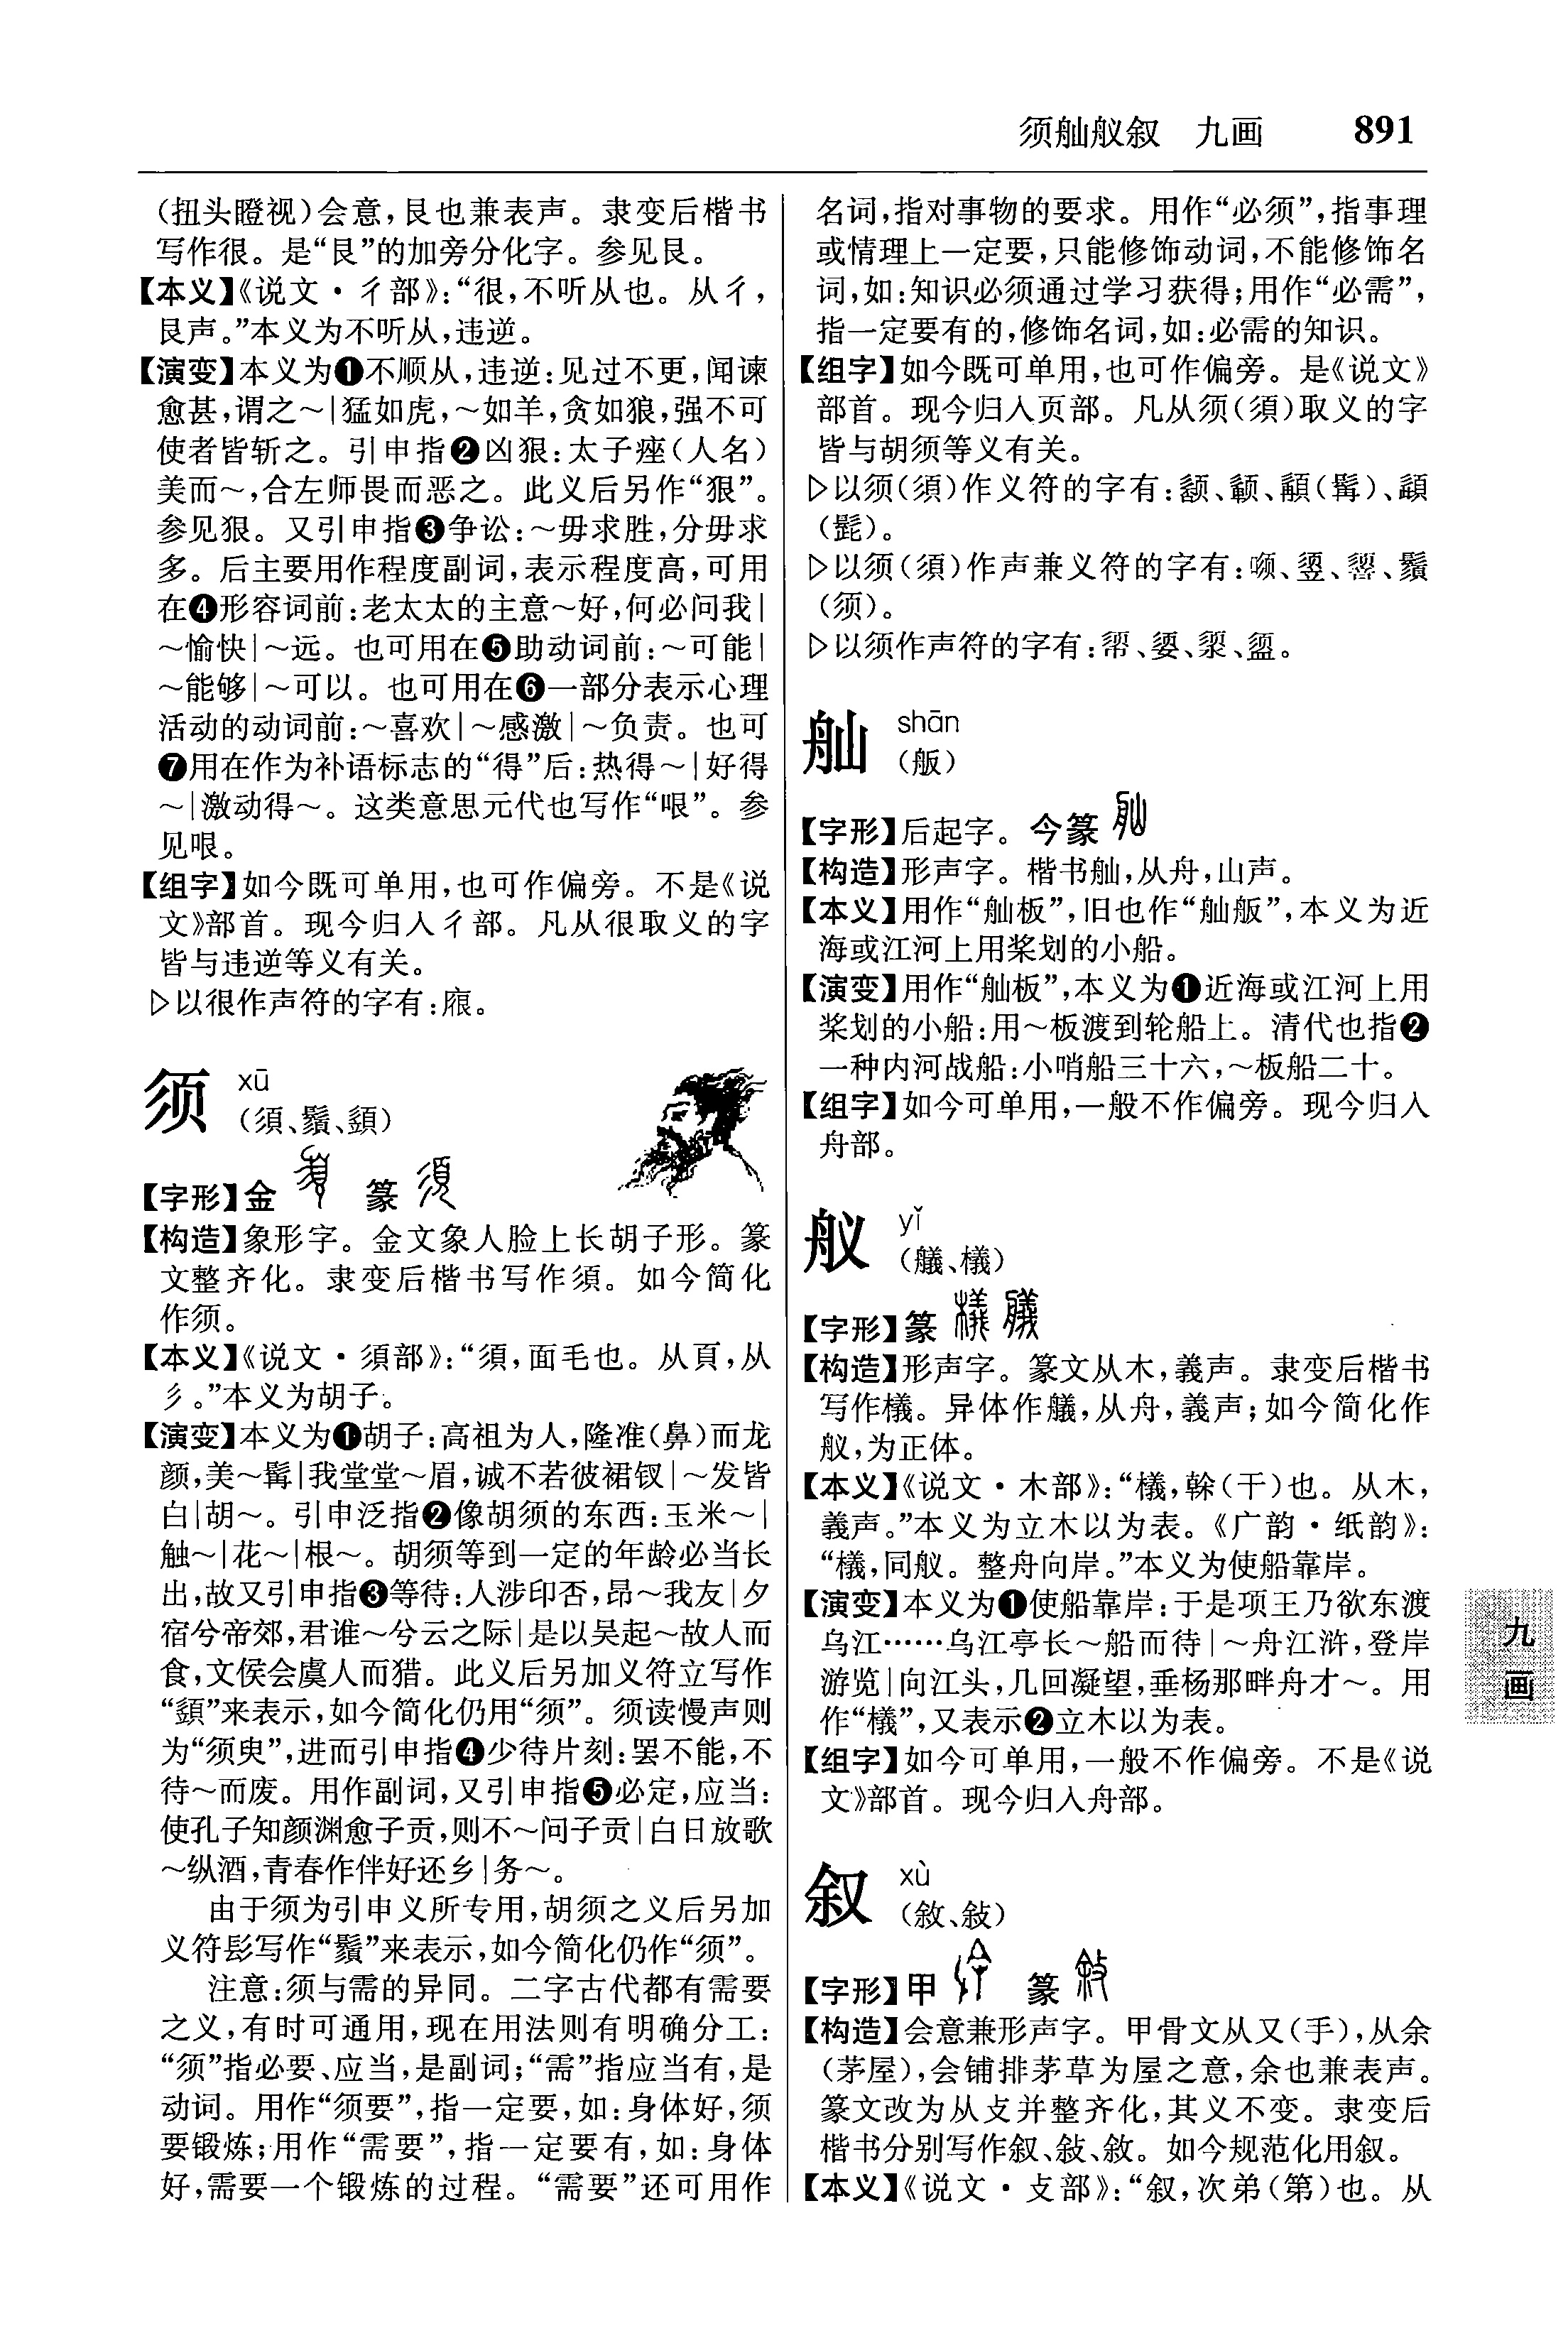 须舢舣叙　九画　891
(扭头瞪视)会意,艮也兼表声。隶变后楷书
写作很。是“艮”的加旁分化字。参见艮。
【本义】《说文·彳部》:“很,不听从也。从彳,
艮声。”本义为不听从,违逆。
【演变】本义为❶不顺从,违逆:见过不更,闻谏
愈甚,谓之~|猛如虎,~如羊,贪如狼,强不可
使者皆斩之。引申指❷凶狠:太子痤(人名)
美而~,合左师畏而恶之。此义后另作“狠”。
参见狠。又引申指❸争讼:~毋求胜,分毋求
多。后主要用作程度副词,表示程度高,可用
在❹形容词前:老太太的主意~好,何必问我|
~愉快|~远。也可用在❺助动词前:~可能|
~能够|~可以。也可用在❻一部分表示心理
活动的动词前:~喜欢|~感激|~负责。也可
❼用在作为补语标志的“得”后:热得~|好得
~|激动得~。这类意思元代也写作“哏”。参
见哏。
【组字】如今既可单用,也可作偏旁。不是《说
文》部首。现今归入彳部。凡从很取义的字
皆与违逆等义有关。
▷以很作声符的字有:。
须 xū
(須、鬚、䇓)
【字形】金 篆
【构造】象形字。金文象人脸上长胡子形。篆
文整齐化。隶变后楷书写作須。如今简化
作须。
【本义】《说文·須部》:“須,面毛也。从頁,从
彡。”本义为胡子。
【演变】本义为❶胡子:高祖为人,隆准(鼻)而龙
颜,美~髯|我堂堂~眉,诚不若彼裙钗|~发皆
白|胡~。引申泛指❷像胡须的东西:玉米~|
触~|花~|根~。胡须等到一定的年龄必当长
出,故又引申指❸等待:人涉卬否,昂~我友|夕
宿兮帝郊,君谁~兮云之际|是以吴起~故人而
食,文侯会虞人而猎。此义后另加义符立写作
“䇓”来表示,如今简化仍用“须”。须读慢声则
为“须臾”,进而引申指❹少待片刻:罢不能,不
待~而废。用作副词,又引申指❺必定,应当:
使孔子知颜渊愈子贡,则不~问子贡|白日放歌
~纵酒,青春作伴好还乡|务~。
由于须为引申义所专用,胡须之义后另加
义符髟写作“鬚”来表示,如今简化仍作“须”。
注意:须与需的异同。二字古代都有需要
之义,有时可通用,现在用法则有明确分工:
“须”指必要、应当,是副词;“需”指应当有,是
动词。用作“须要”,指一定要,如:身体好,须
要锻炼;用作“需要”,指一定要有,如:身体
好,需要一个锻炼的过程。“需要”还可用作
名词,指对事物的要求。用作“必须”,指事理
或情理上一定要,只能修饰动词,不能修饰名
词,如:知识必须通过学习获得;用作“必需”,
指一定要有的,修饰名词,如:必需的知识。
【组字】如今既可单用,也可作偏旁。是《说文》
部首。现今归入页部。凡从须(須)取义的字
皆与胡须等义有关。
▷以须(須)作义符的字有:(髯)、
(髭)。
▷以须(須)作声兼义符的字有:、鬚
(须)。
▷以须作声符的字有:。
舢 shān
(舨)
【字形】后起字。今篆
【构造】形声字。楷书舢,从舟,山声。
【本义】用作“舢板”,旧也作“舢舨”,本义为近
海或江河上用桨划的小船。
【演变】用作“舢板”,本义为❶近海或江河上用
桨划的小船:用~板渡到轮船上。清代也指❷
一种内河战船:小哨船三十六,~板船二十。
【组字】如今可单用,一般不作偏旁。现今归入
舟部。
舣 yǐ
(艤、檥)
【字形】篆
【构造】形声字。篆文从木,義声。隶变后楷书
写作檥。异体作艤,从舟,義声;如今简化作
舣,为正体。
【本义】《说文·木部》:“檥,榦(干)也。从木,
義声。”本义为立木以为表。《广韵·纸韵》:
“檥,同舣。整舟向岸。”本义为使船靠岸。
【演变】本义为❶使船靠岸:于是项王乃欲东渡
乌江……乌江亭长~船而待|~舟江浒,登岸
游览|向江头,几回凝望,垂杨那畔舟才~。用
作“檥”,又表示❷立木以为表。
【组字】如今可单用,一般不作偏旁。不是《说
文》部首。现今归入舟部。
叙 xù
(敘、敍)
【字形】甲 篆
【构造】会意兼形声字。甲骨文从又(手),从余
(茅屋),会铺排茅草为屋之意,余也兼表声。
篆文改为从攴并整齐化,其义不变。隶变后
楷书分别写作叙、敍、敘。如今规范化用叙。
【本义】《说文·攴部》:“叙,次弟(第)也。从
九画